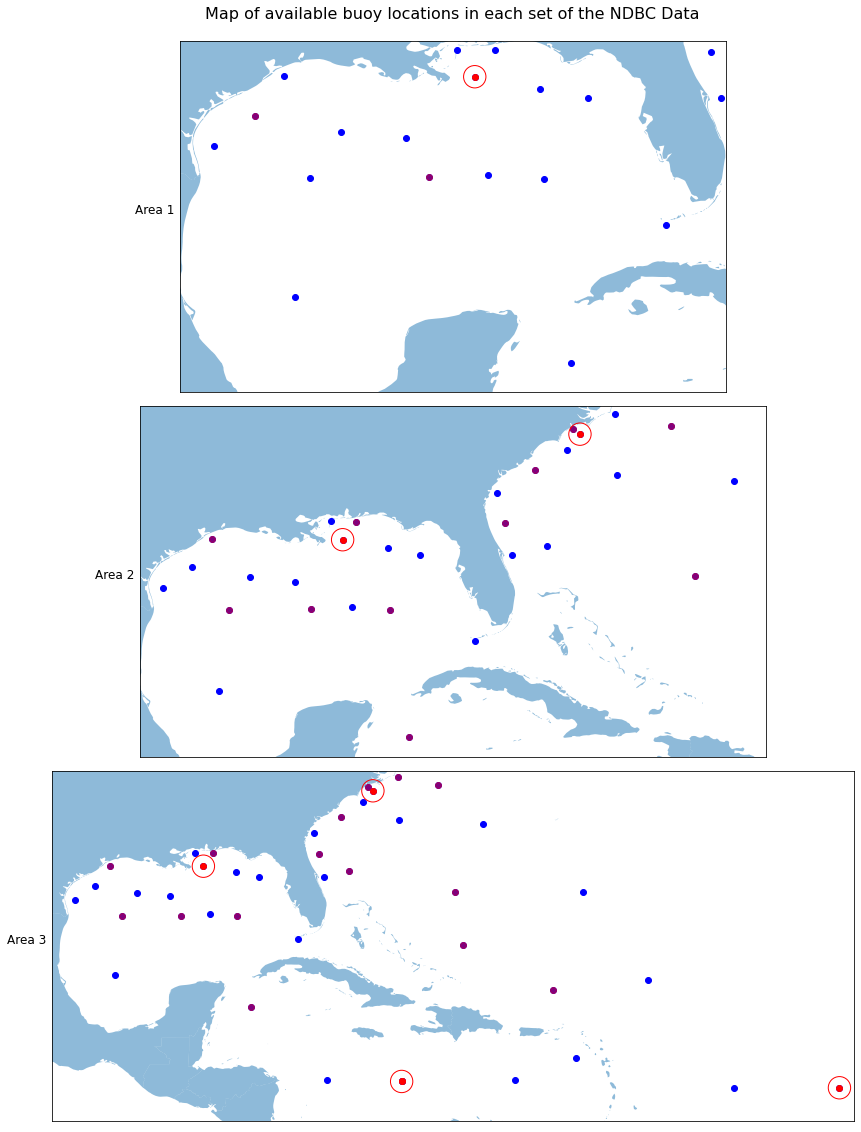 Map of available buoy locations in each set of the NDBC Data
Area 1
Area 2
Area 3